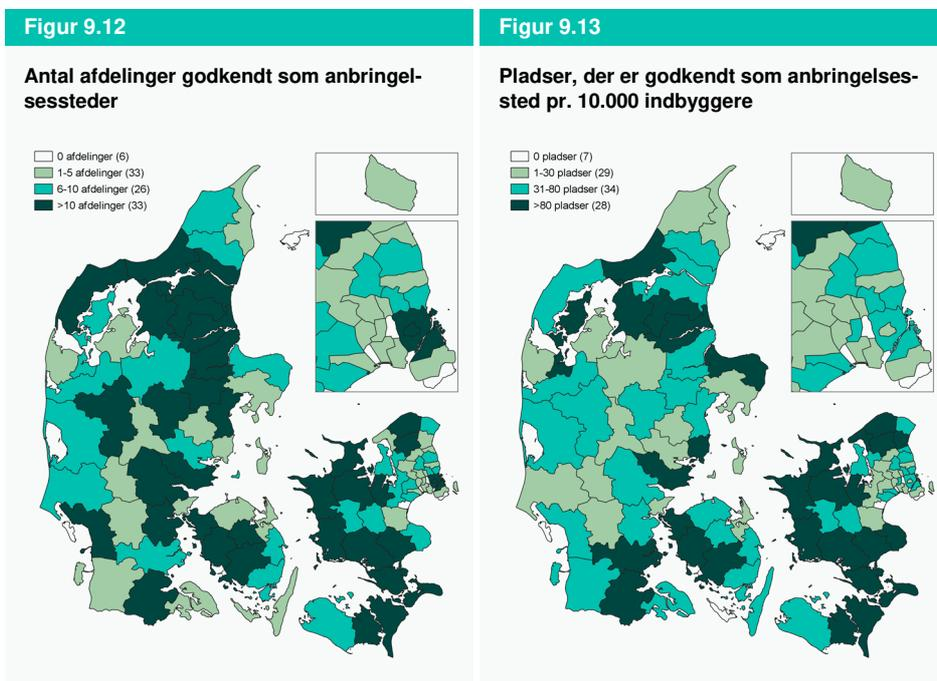 Figur 9.12
Antal afdelinger godkendt som anbringel-
sessteder
0 afdelinger (6)
1-5 afdelinger (33)
6-10 afdelinger (26)
>10 afdelinger (33)
Figur 9.13
Pladser, der er godkendt som anbringelses-
sted pr. 10.000 indbyggere
0 pladser (7)
1-30 pladser (29)
31-80 pladser (34)
>80 pladser (28)